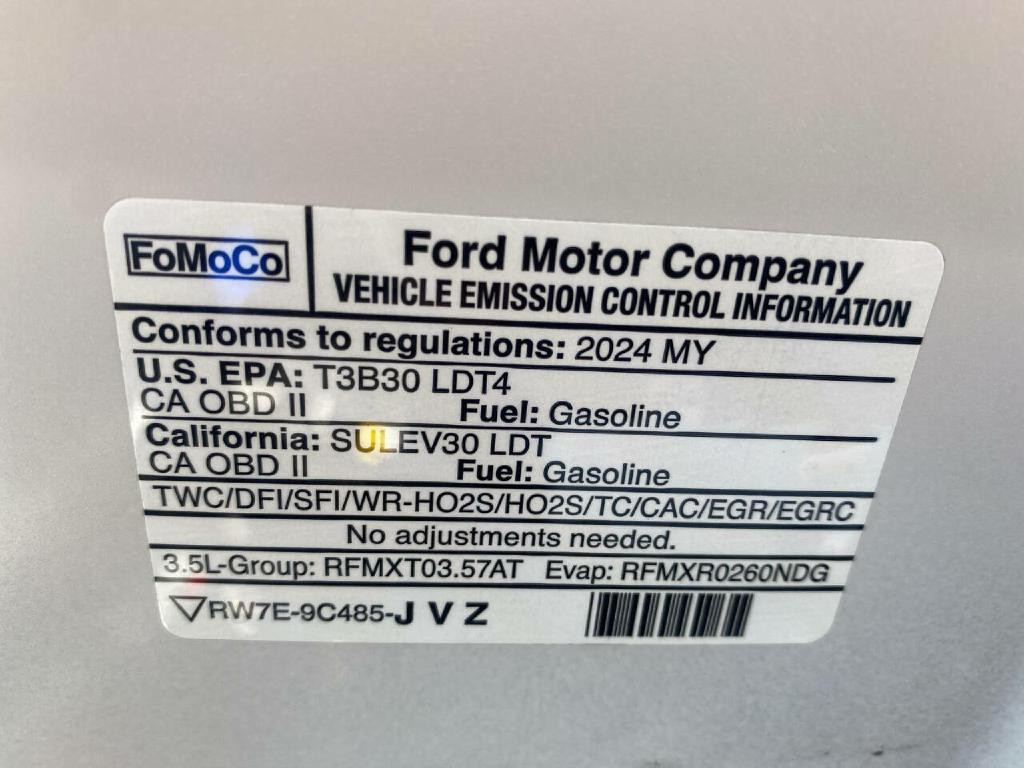 FoMoCo
Ford Motor Company
VEHICLE EMISSION CONTROL INFORMATION
Conforms to regulations: 2024 MY
U.S. EPA: T3B30 LDT4
CA OBD II Fuel: Gasoline
California: SULEV30 LDT
CA OBD II Fuel: Gasoline
TWC/DFI/SFI/WR-HO2S/HO2S/TC/CAC/EGR/EGRC
No adjustments needed.
3.5L-Group: RFMXT03.57AT Evap: RFMXR0260NDG
RW7E-9C485-J V Z